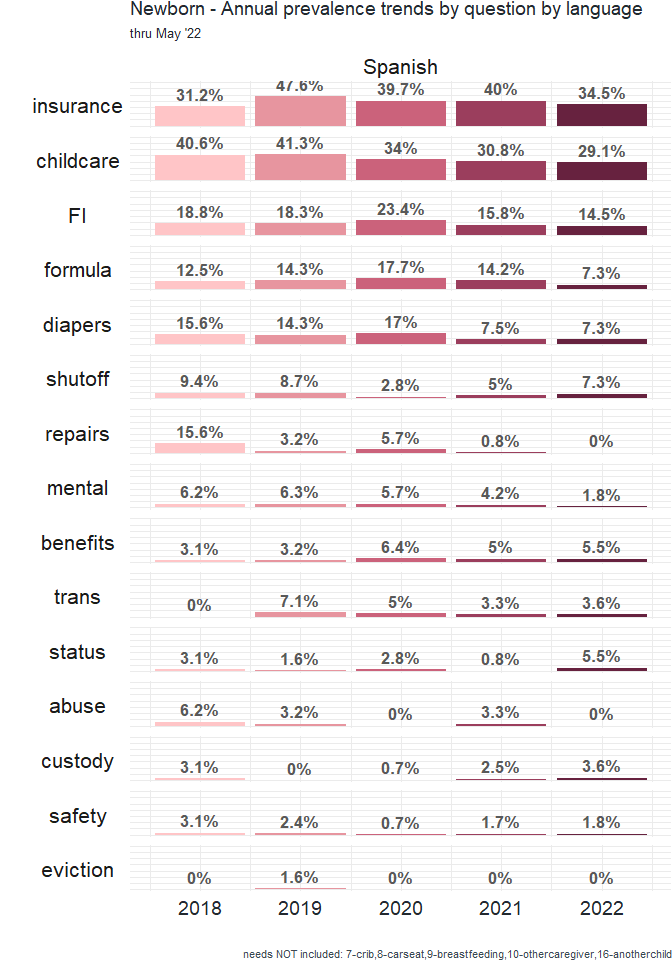 Newborn - Annual prevalence trends by question by language
thru May '22
Spanish
insurance 31.2% 47.6% 39.7% 40% 34.5%
childcare 40.6% 41.3% 34% 30.8% 29.1%
FI 18.8% 18.3% 23.4% 15.8% 14.5%
formula 12.5% 14.3% 17.7% 14.2% 7.3%
diapers 15.6% 14.3% 17% 7.5% 7.3%
shutoff 9.4% 8.7% 2.8% 5% 7.3%
repairs 15.6% 3.2% 5.7% 0.8% 0%
mental 6.2% 6.3% 5.7% 4.2% 1.8%
benefits 3.1% 3.2% 6.4% 5% 5.5%
trans 0% 7.1% 5% 3.3% 3.6%
status 3.1% 1.6% 2.8% 0.8% 5.5%
abuse 6.2% 3.2% 0% 3.3% 0%
custody 3.1% 0% 0.7% 2.5% 3.6%
safety 3.1% 2.4% 0.7% 1.7% 1.8%
eviction 0% 1.6% 0% 0% 0%
2018 2019 2020 2021 2022
needs NOT included: 7-crib,8-carseat,9-breastfeeding,10-othercaregiver,16-anotherchild